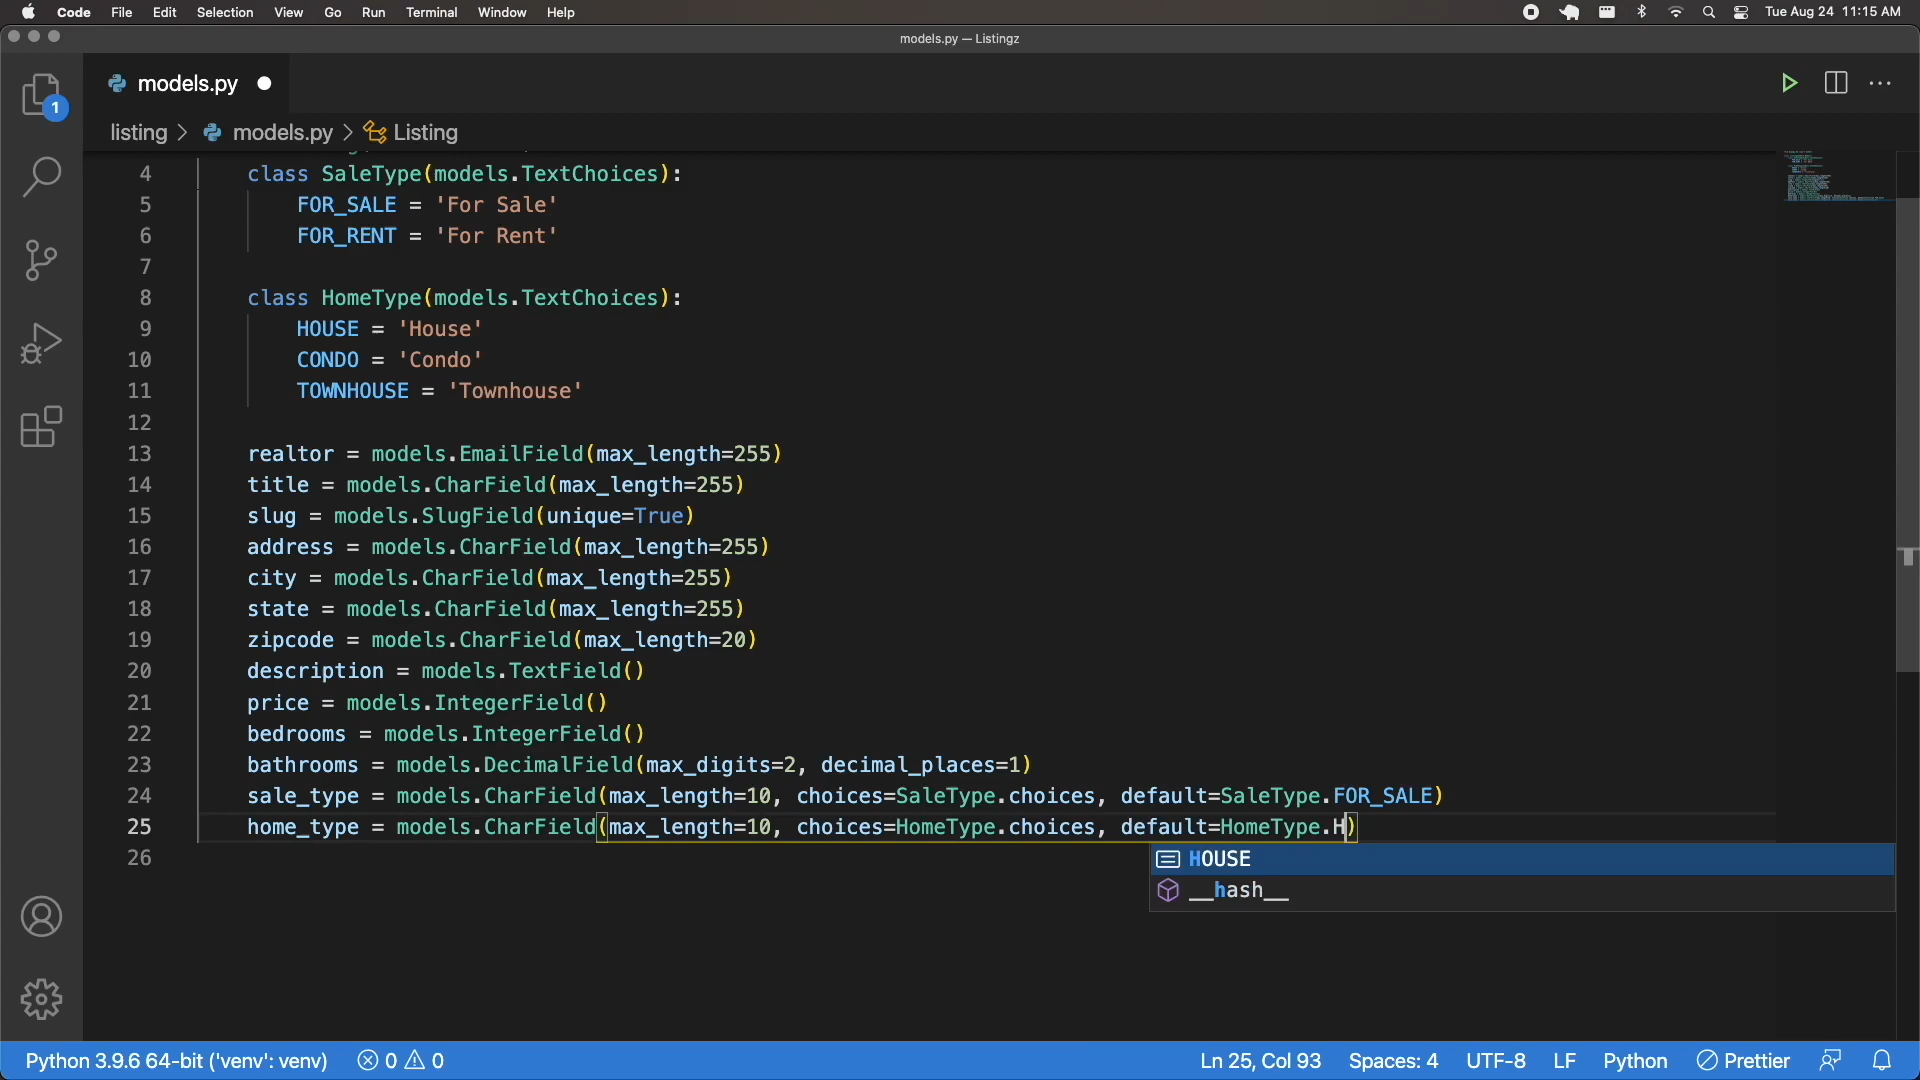 Code File Edit Selection View Go Run Terminal Window Help Tue Aug 24 11:15 AM
models.py — Listingz
models.py
1
listing > models.py > Listing
4 class SaleType(models.TextChoices):
5 FOR_SALE = 'For Sale'
6 FOR_RENT = 'For Rent'
7
8 class HomeType(models.TextChoices):
9 HOUSE = 'House'
10 CONDO = 'Condo'
11 TOWNHOUSE = 'Townhouse'
12
13 realtor = models.EmailField(max_length=255)
14 title = models.CharField(max_length=255)
15 slug = models.SlugField(unique=True)
16 address = models.CharField(max_length=255)
17 city = models.CharField(max_length=255)
18 state = models.CharField(max_length=255)
19 zipcode = models.CharField(max_length=20)
20 description = models.TextField()
21 price = models.IntegerField()
22 bedrooms = models.IntegerField()
23 bathrooms = models.DecimalField(max_digits=2, decimal_places=1)
24 sale_type = models.CharField(max_length=10, choices=SaleType.choices, default=SaleType.FOR_SALE)
25 home_type = models.CharField(max_length=10, choices=HomeType.choices, default=HomeType.H)
26
HOUSE
__hash__
Python 3.9.6 64-bit ('venv': venv) 0 0 Ln 25, Col 93 Spaces: 4 UTF-8 LF Python Prettier